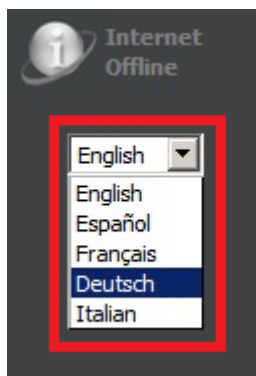 Internet
Offline
English
English
Español
Français
Deutsch
Italian